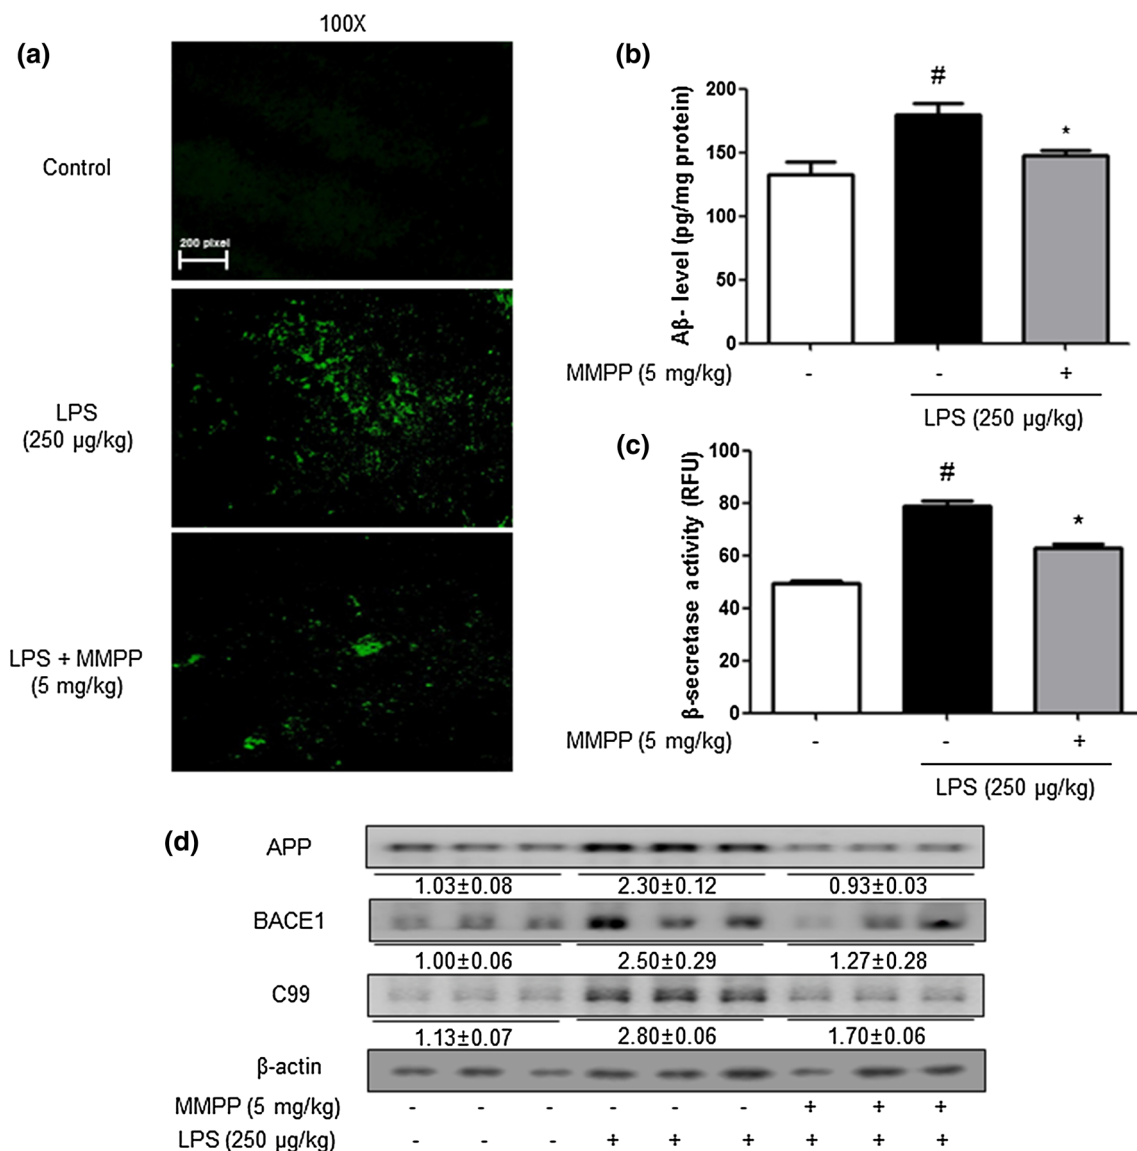 (a)
100X
Control
200 pixel
LPS
(250 µg/kg)
LPS + MMPP
(5 mg/kg)
(b)
Aβ- level (pg/mg protein)
200
150
100
50
0
#
*
MMPP (5 mg/kg) - - +
LPS (250 µg/kg)
(c)
β-secretase activity (RFU)
100
80
60
40
20
0
#
*
MMPP (5 mg/kg) - - +
LPS (250 µg/kg)
(d)
APP
1.03±0.08 2.30±0.12 0.93±0.03
BACE1
1.00±0.06 2.50±0.29 1.27±0.28
C99
1.13±0.07 2.80±0.06 1.70±0.06
β-actin
MMPP (5 mg/kg) - - - - - - + + +
LPS (250 µg/kg) - - - + + + + + +